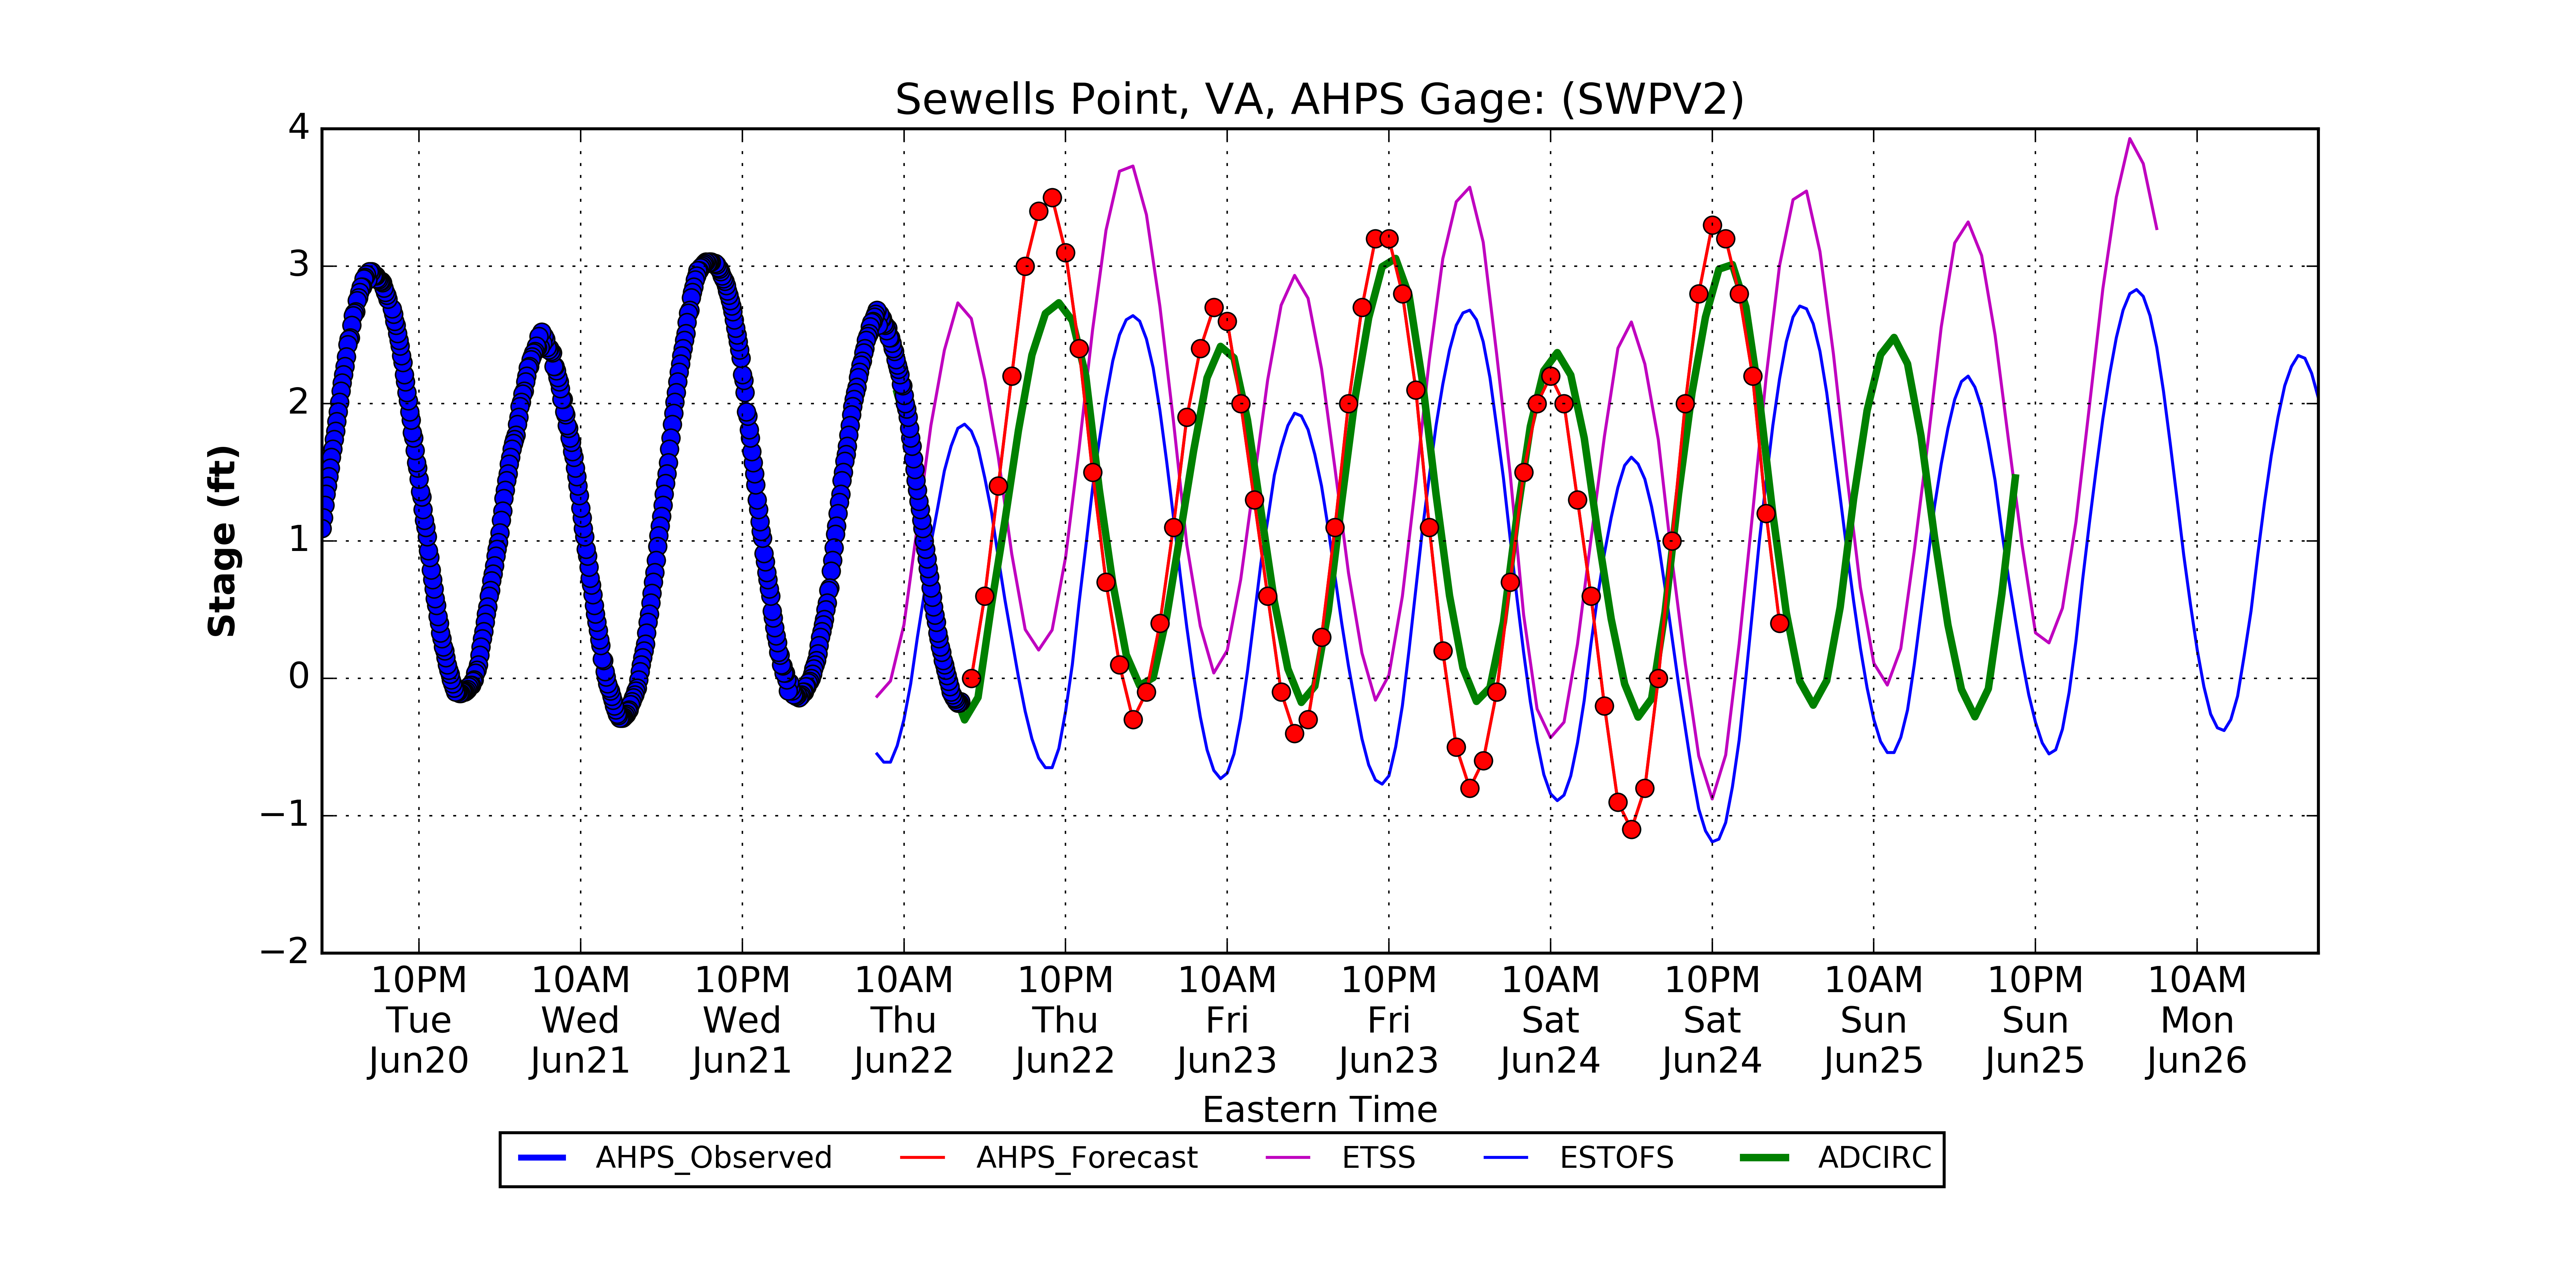 Sewells Point, VA, AHPS Gage: (SWPV2)
4
3
2
1
0
−1
−2
Stage (ft)
10PM 10AM 10PM 10AM 10PM 10AM 10PM 10AM 10PM 10AM 10PM 10AM
Tue Wed Wed Thu Thu Fri Fri Sat Sat Sun Sun Mon
Jun20 Jun21 Jun21 Jun22 Jun22 Jun23 Jun23 Jun24 Jun24 Jun25 Jun25 Jun26
Eastern Time
AHPS_Observed AHPS_Forecast ETSS ESTOFS ADCIRC